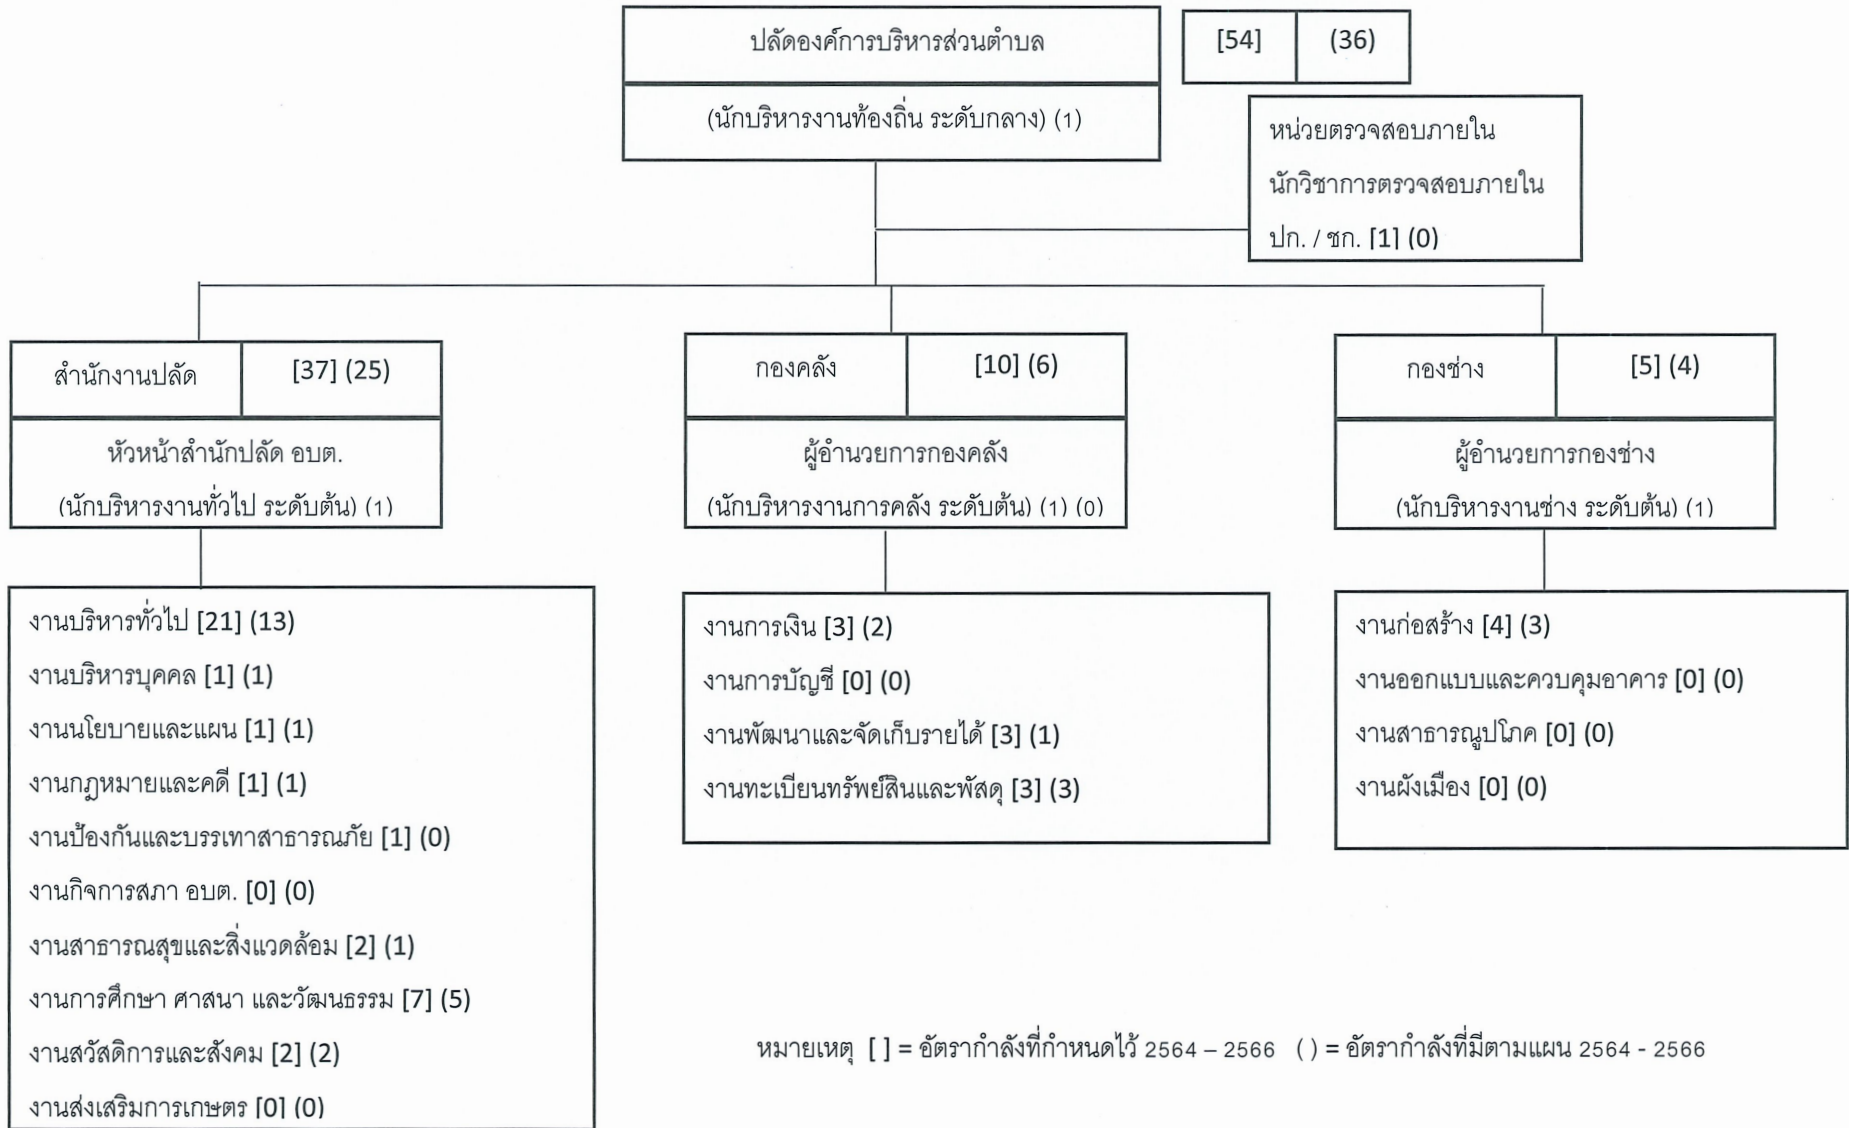 ปลัดองค์การบริหารส่วนตำบล
[54] (36)
(นักบริหารงานท้องถิ่น ระดับกลาง) (1)
หน่วยตรวจสอบภายใน
นักวิชาการตรวจสอบภายใน
ปก. / ชก. [1] (0)
สำนักงานปลัด [37] (25)
หัวหน้าสำนักปลัด อบต.
(นักบริหารงานทั่วไป ระดับต้น) (1)
งานบริหารทั่วไป [21] (13)
งานบริหารบุคคล [1] (1)
งานนโยบายและแผน [1] (1)
งานกฎหมายและคดี [1] (1)
งานป้องกันและบรรเทาสาธารณภัย [1] (0)
งานกิจการสภา อบต. [0] (0)
งานสาธารณสุขและสิ่งแวดล้อม [2] (1)
งานการศึกษา ศาสนา และวัฒนธรรม [7] (5)
งานสวัสดิการและสังคม [2] (2)
งานส่งเสริมการเกษตร [0] (0)
กองคลัง [10] (6)
ผู้อำนวยการกองคลัง
(นักบริหารงานการคลัง ระดับต้น) (1) (0)
งานการเงิน [3] (2)
งานการบัญชี [0] (0)
งานพัฒนาและจัดเก็บรายได้ [3] (1)
งานทะเบียนทรัพย์สินและพัสดุ [3] (3)
กองช่าง [5] (4)
ผู้อำนวยการกองช่าง
(นักบริหารงานช่าง ระดับต้น) (1)
งานก่อสร้าง [4] (3)
งานออกแบบและควบคุมอาคาร [0] (0)
งานสาธารณูปโภค [0] (0)
งานผังเมือง [0] (0)
หมายเหตุ [ ] = อัตรากำลังที่กำหนดไว้ 2564 – 2566 ( ) = อัตรากำลังที่มีตามแผน 2564 - 2566